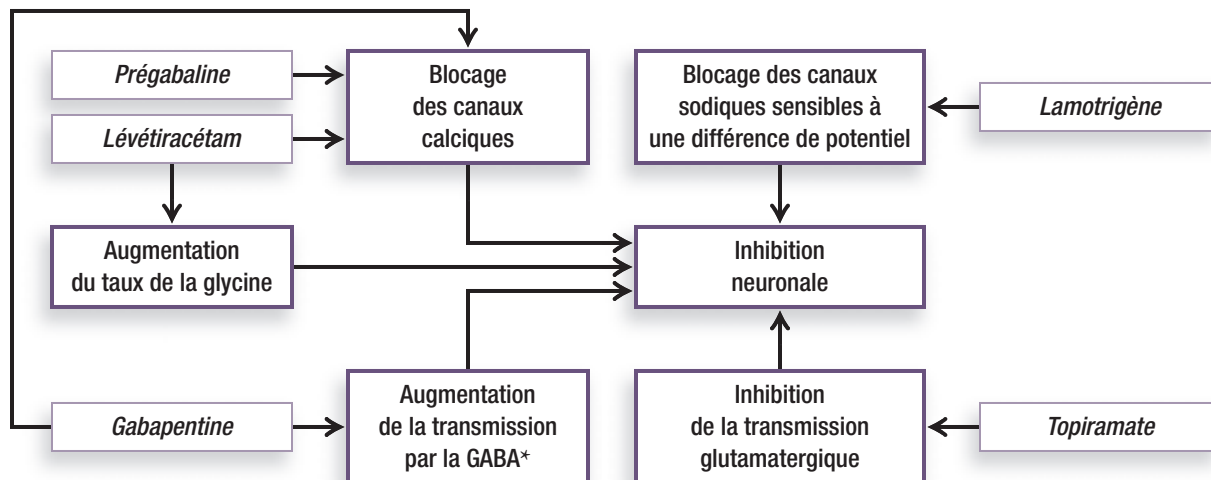 Prégabaline
Lévétiracétam
Blocage
des canaux
calciques
Blocage des canaux
sodiques sensibles à
une différence de potentiel
Lamotrigène
Augmentation
du taux de la glycine
Inhibition
neuronale
Gabapentine
Augmentation
de la transmission
par la GABA*
Inhibition
de la transmission
glutamatergique
Topiramate